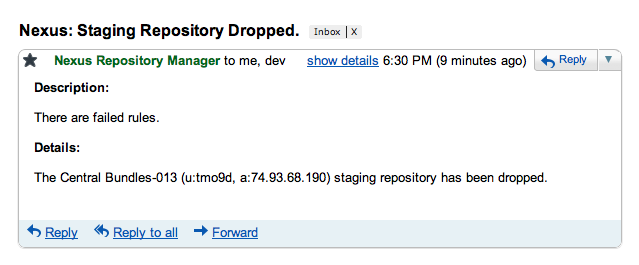 Nexus: Staging Repository Dropped. Inbox | X
Nexus Repository Manager to me, dev show details 6:30 PM (9 minutes ago) Reply
Description:
There are failed rules.
Details:
The Central Bundles-013 (u:tmo9d, a:74.93.68.190) staging repository has been dropped.
Reply Reply to all Forward